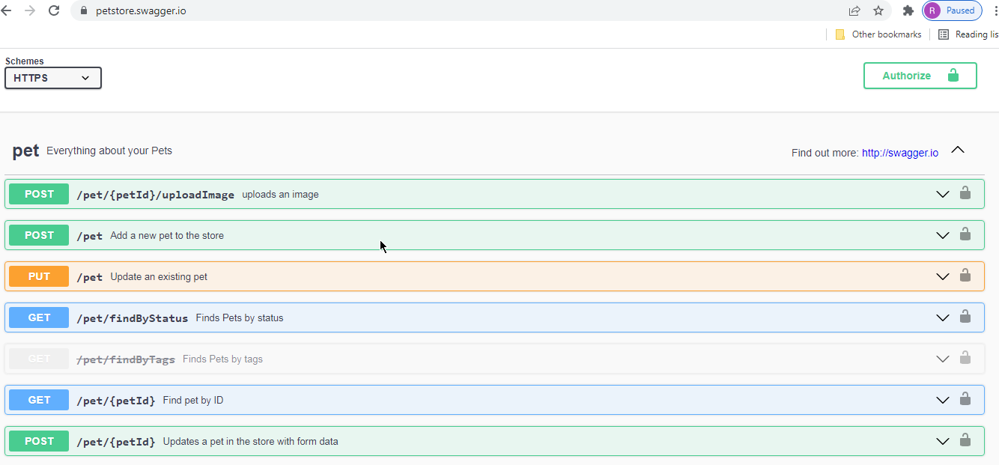 petstore.swagger.io
R Paused
Other bookmarks Reading lis
Schemes
HTTPS
Authorize
pet Everything about your Pets
Find out more: http://swagger.io
POST /pet/{petId}/uploadImage uploads an image
POST /pet Add a new pet to the store
PUT /pet Update an existing pet
GET /pet/findByStatus Finds Pets by status
GET /pet/findByTags Finds Pets by tags
GET /pet/{petId} Find pet by ID
POST /pet/{petId} Updates a pet in the store with form data